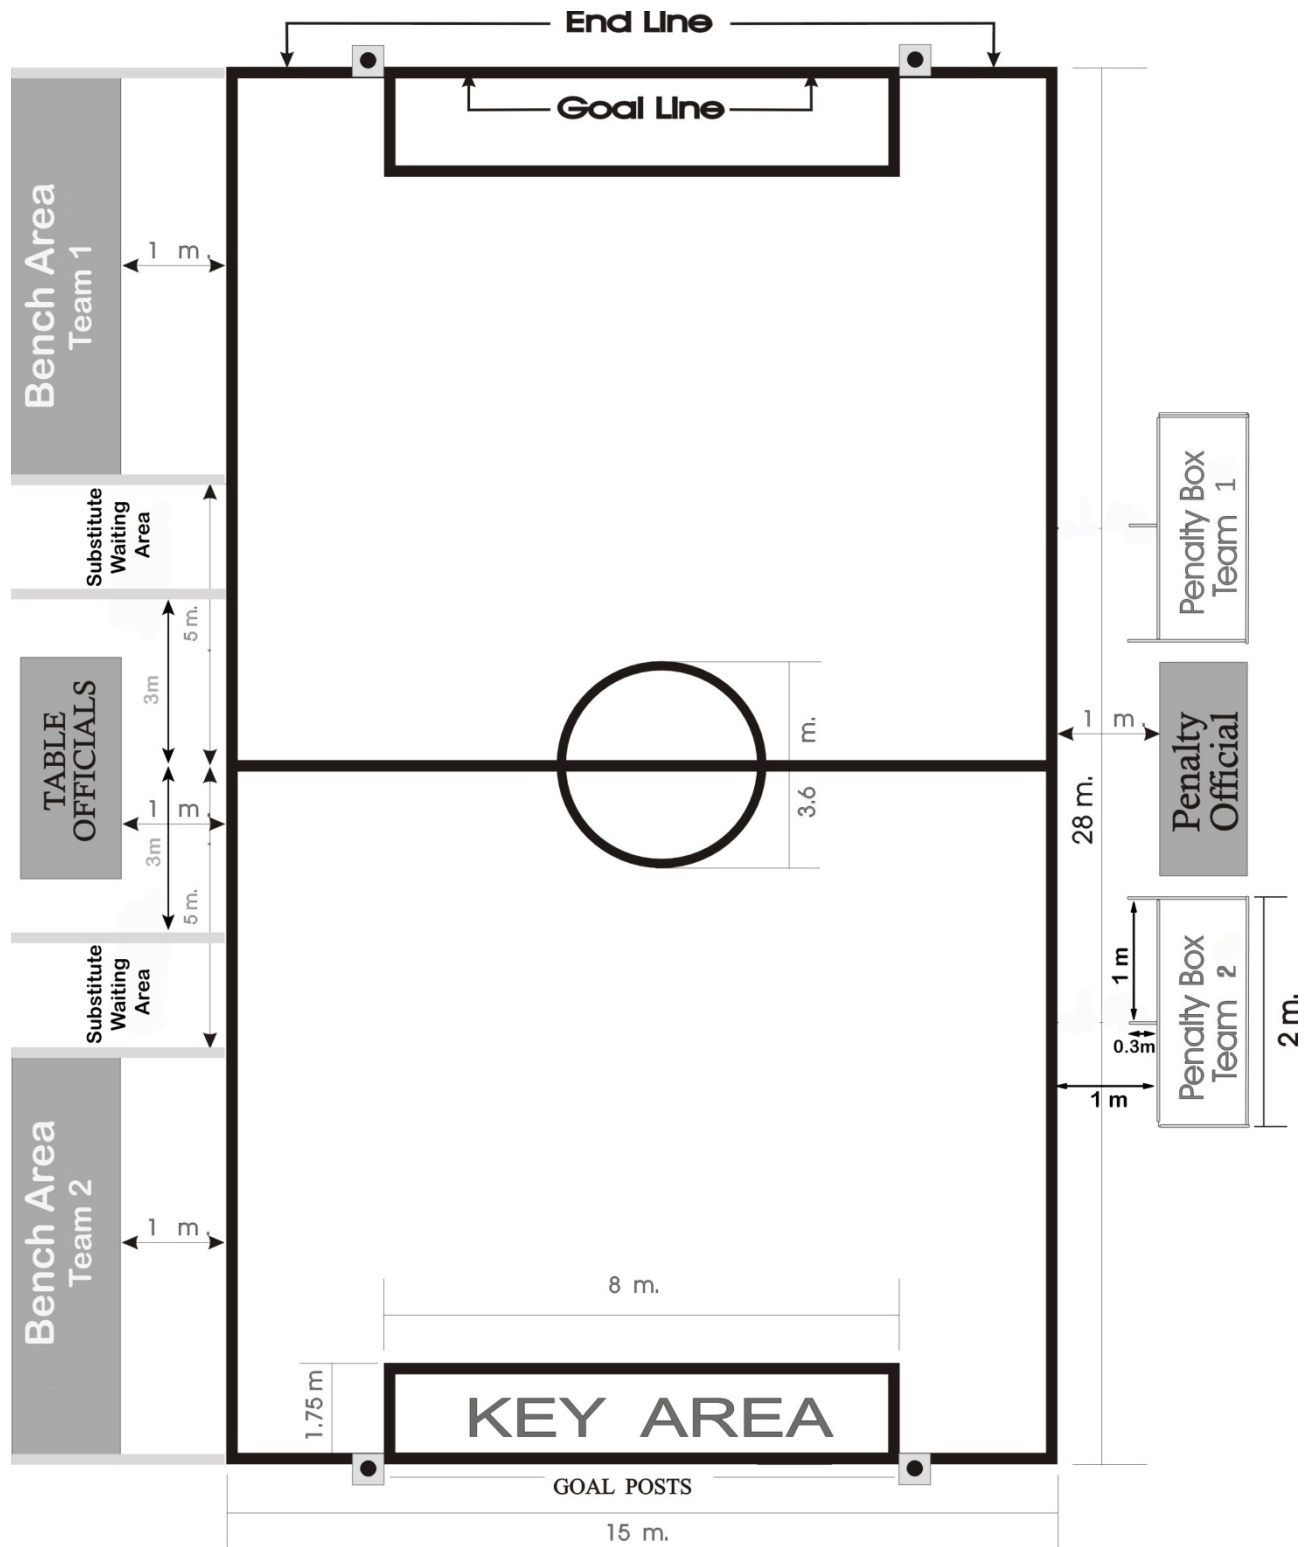 End Line
Goal Line
Bench Area
Team 1
1 m.
Substitute
Waiting
Area
5 m.
3m
TABLE
OFFICIALS
1 m
3m
5 m.
Substitute
Waiting
Area
Bench Area
Team 2
1 m.
3.6 m.
28 m.
Penalty Box
Team 1
1 m.
Penalty
Official
Penalty Box
Team 2
1 m
0.3m
1 m
2 m.
8 m.
1.75 m
KEY AREA
GOAL POSTS
15 m.